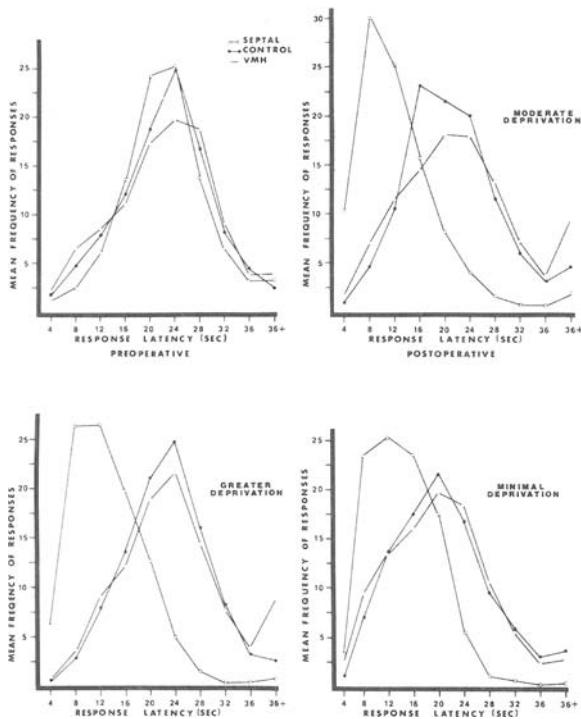 SEPTAL
CONTROL
VMH
MEAN FREQUENCY OF RESPONSES
25
20
15
10
5
4 8 12 16 20 24 28 32 36 36+
RESPONSE LATENCY (SEC)
PREOPERATIVE
MODERATE
DEPRIVATION
MEAN FREQUENCY OF RESPONSES
30
25
20
15
10
5
4 8 12 16 20 24 28 32 36 36+
RESPONSE LATENCY (SEC)
POSTOPERATIVE
GREATER
DEPRIVATION
MEAN FREQUENCY OF RESPONSES
25
20
15
10
5
4 8 12 16 20 24 28 32 36 36+
RESPONSE LATENCY (SEC)
MINIMAL
DEPRIVATION
MEAN FREQUENCY OF RESPONSES
25
20
15
10
5
4 8 12 16 20 24 28 32 36 36+
RESPONSE LATENCY (SEC)